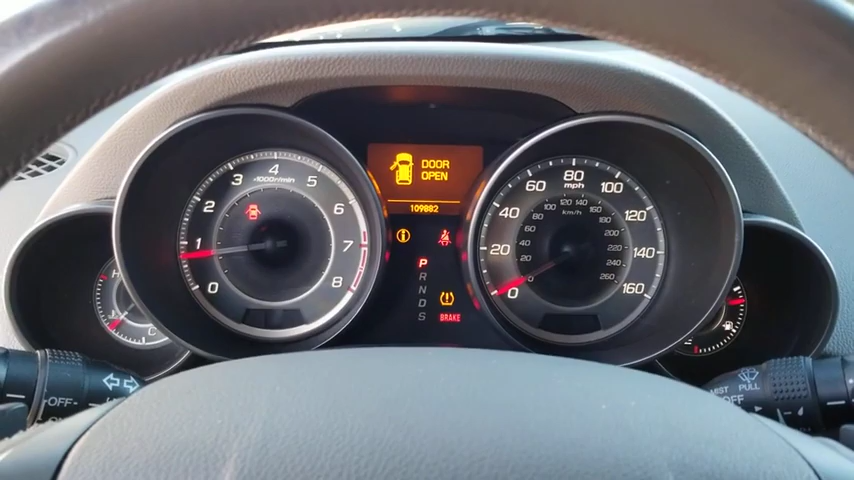 DOOR
OPEN
109882
4
x1000r/min
3
5
2
6
1
7
0
8
80
mph
60
100
40
120
20
140
0
160
120
100
140
80
160
km/h
60
180
40
200
20
220
0
240
260
P
R
N
D
S
BRAKE
H
C
OFF
MIST
PULL
OFF